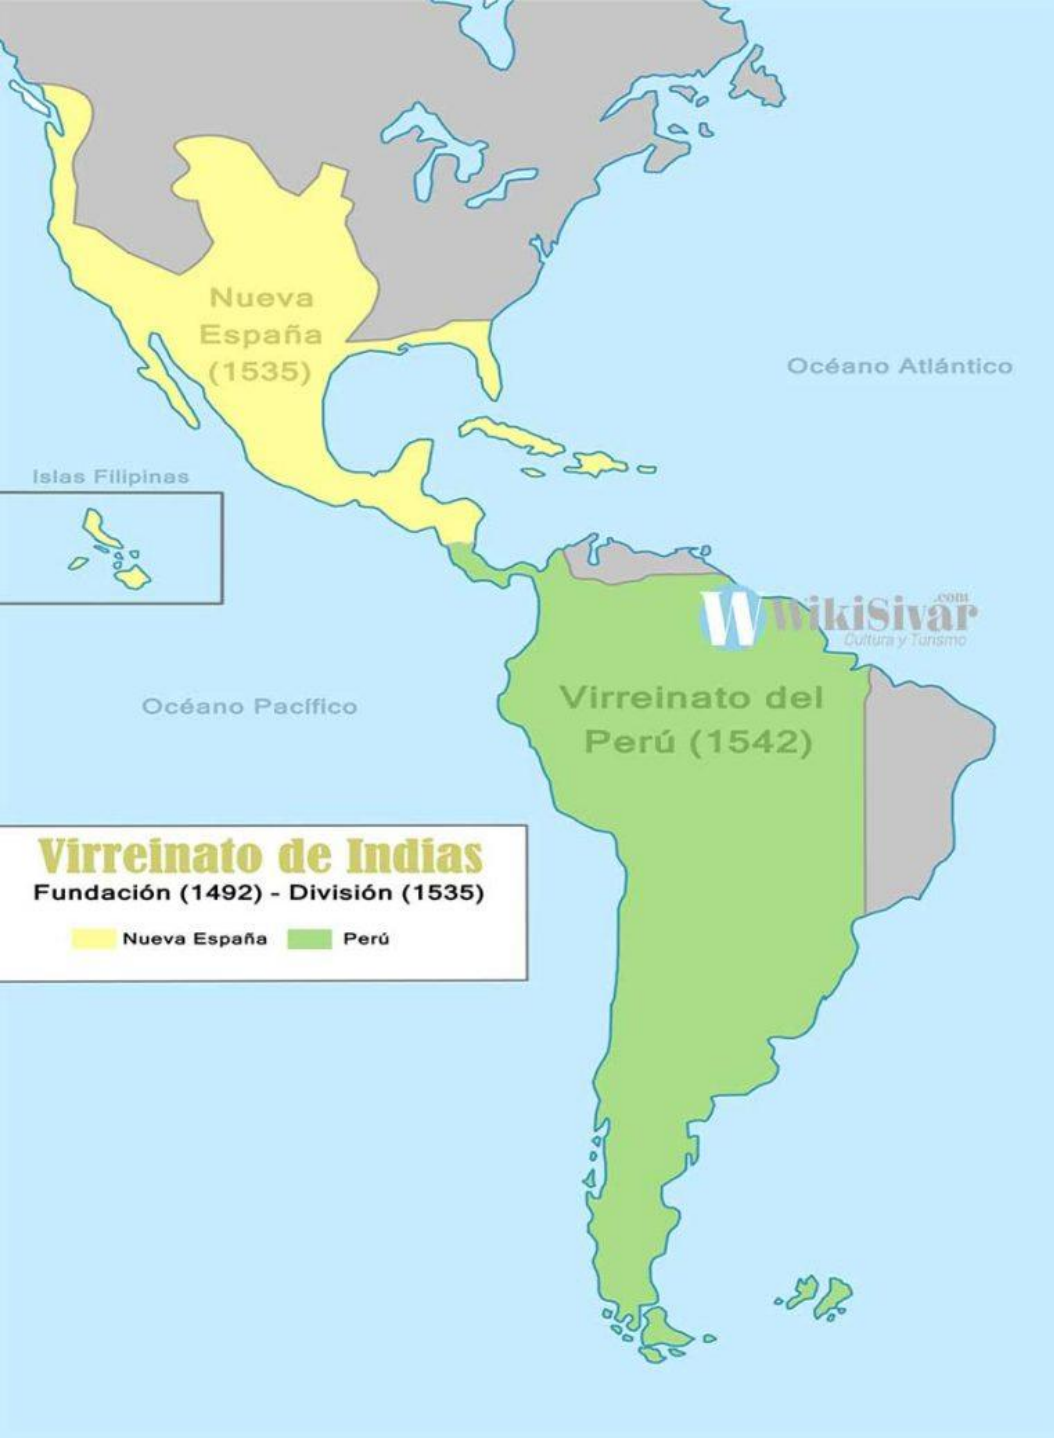 Nueva
España
(1535)
Océano Atlántico
Islas Filipinas
W WikiSivar
.com
Cultura y Turismo
Océano Pacífico
Virreinato del
Perú (1542)
Virreinato de Indias
Fundación (1492) - División (1535)
Nueva España Perú